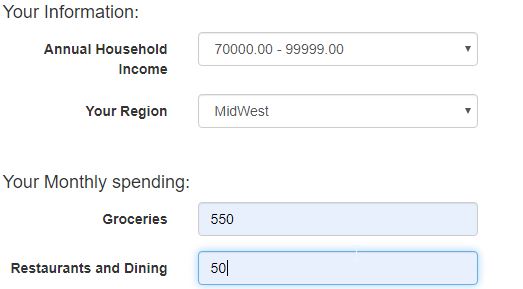 Your Information:
Annual Household
Income
70000.00 - 99999.00
Your Region
MidWest
Your Monthly spending:
Groceries
550
Restaurants and Dining
50